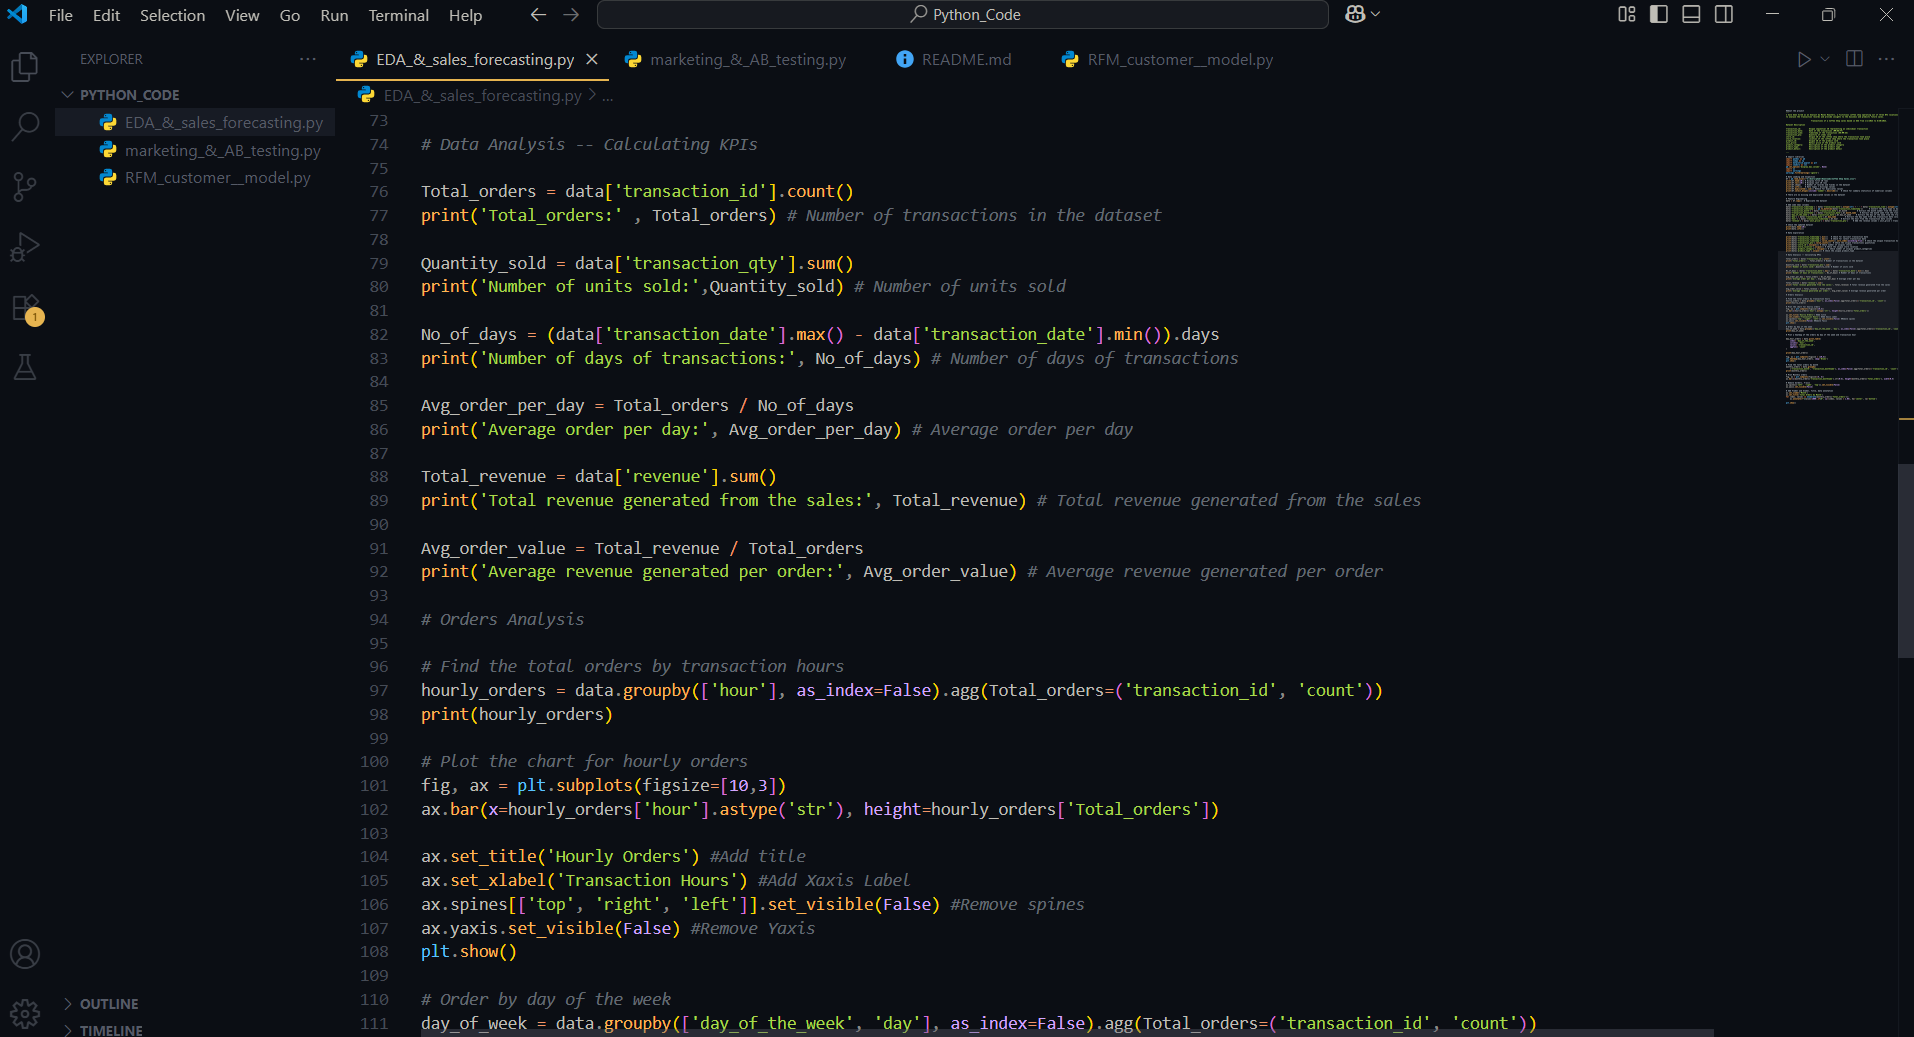 File Edit Selection View Go Run Terminal Help Python_Code
EXPLORER
PYTHON_CODE
EDA_&_sales_forecasting.py
marketing_&_AB_testing.py
RFM_customer__model.py
1
OUTLINE
TIMELINE
EDA_&_sales_forecasting.py marketing_&_AB_testing.py README.md RFM_customer__model.py
EDA_&_sales_forecasting.py > ...
73
74 # Data Analysis -- Calculating KPIs
75
76 Total_orders = data['transaction_id'].count()
77 print('Total_orders:' , Total_orders) # Number of transactions in the dataset
78
79 Quantity_sold = data['transaction_qty'].sum()
80 print('Number of units sold:',Quantity_sold) # Number of units sold
81
82 No_of_days = (data['transaction_date'].max() - data['transaction_date'].min()).days
83 print('Number of days of transactions:', No_of_days) # Number of days of transactions
84
85 Avg_order_per_day = Total_orders / No_of_days
86 print('Average order per day:', Avg_order_per_day) # Average order per day
87
88 Total_revenue = data['revenue'].sum()
89 print('Total revenue generated from the sales:', Total_revenue) # Total revenue generated from the sales
90
91 Avg_order_value = Total_revenue / Total_orders
92 print('Average revenue generated per order:', Avg_order_value) # Average revenue generated per order
93
94 # Orders Analysis
95
96 # Find the total orders by transaction hours
97 hourly_orders = data.groupby(['hour'], as_index=False).agg(Total_orders=('transaction_id', 'count'))
98 print(hourly_orders)
99
100 # Plot the chart for hourly orders
101 fig, ax = plt.subplots(figsize=[10,3])
102 ax.bar(x=hourly_orders['hour'].astype('str'), height=hourly_orders['Total_orders'])
103
104 ax.set_title('Hourly Orders') #Add title
105 ax.set_xlabel('Transaction Hours') #Add Xaxis Label
106 ax.spines[['top', 'right', 'left']].set_visible(False) #Remove spines
107 ax.yaxis.set_visible(False) #Remove Yaxis
108 plt.show()
109
110 # Order by day of the week
111 day_of_week = data.groupby(['day_of_the_week', 'day'], as_index=False).agg(Total_orders=('transaction_id', 'count'))